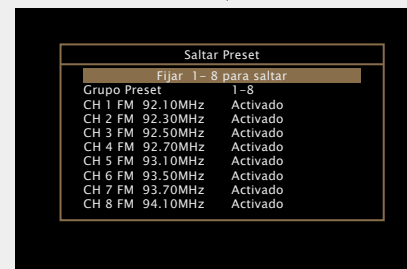 Saltar Preset
Fijar 1- 8 para saltar
Grupo Preset 1-8
CH 1 FM 92.10MHz Activado
CH 2 FM 92.30MHz Activado
CH 3 FM 92.50MHz Activado
CH 4 FM 92.70MHz Activado
CH 5 FM 93.10MHz Activado
CH 6 FM 93.50MHz Activado
CH 7 FM 93.70MHz Activado
CH 8 FM 94.10MHz Activado